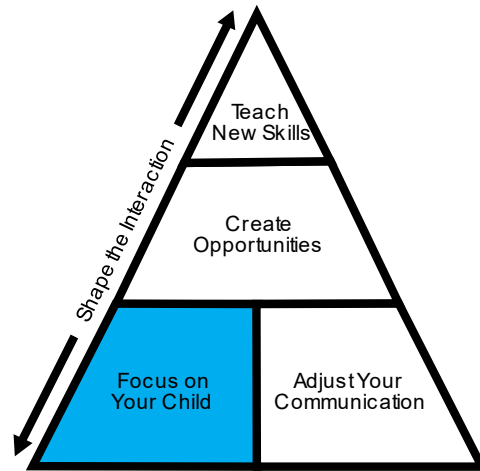 Teach
New Skills
Shape the Interaction
Create
Opportunities
Focus on
Your Child
Adjust Your
Communication